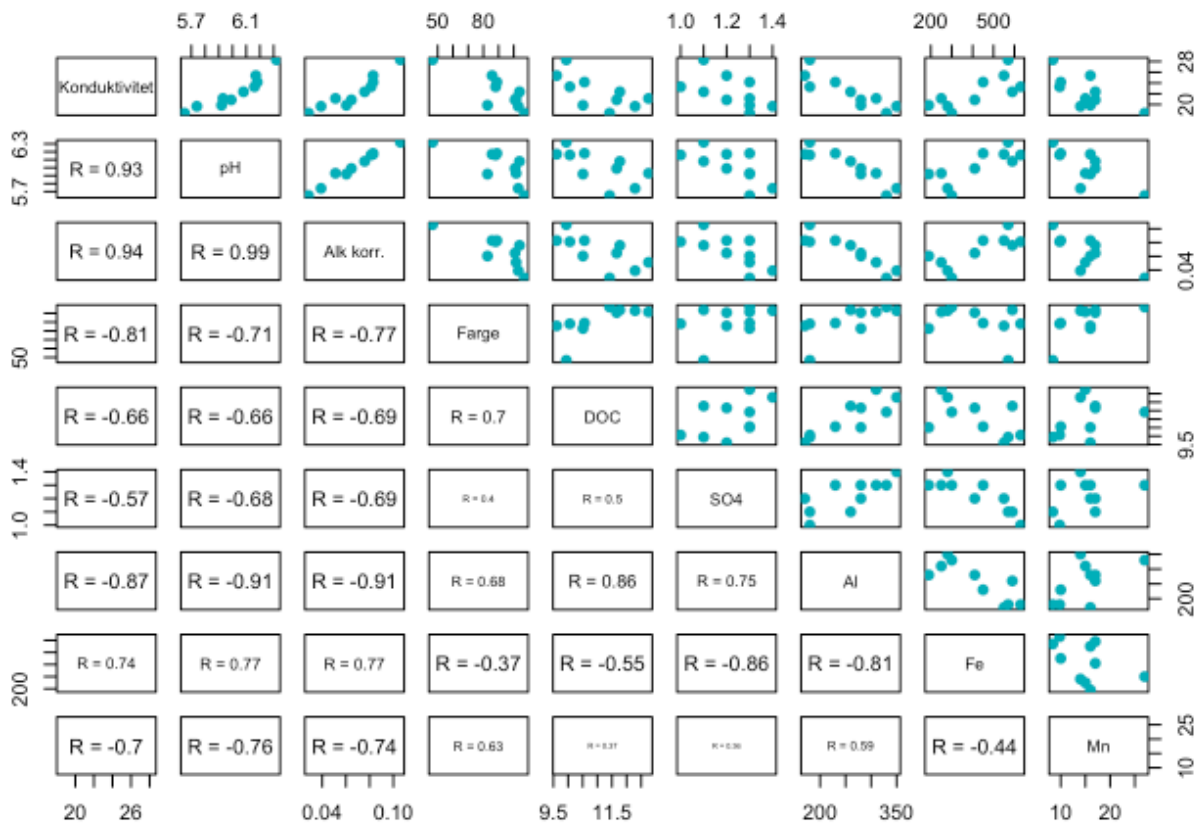 5.7 6.1 50 80 1.0 1.2 1.4 200 500
Konduktivitet 20 28
5.7 6.3 R = 0.93 pH
R = 0.94 R = 0.99 Alk korr. 0.04
50 R = -0.81 R = -0.71 R = -0.77 Farge
R = -0.66 R = -0.66 R = -0.69 R = 0.7 DOC 9.5
1.0 1.4 R = -0.57 R = -0.68 R = -0.69 R = 0.4 R = 0.5 SO4
R = -0.87 R = -0.91 R = -0.91 R = 0.68 R = 0.86 R = 0.75 Al 200
200 R = 0.74 R = 0.77 R = 0.77 R = -0.37 R = -0.55 R = -0.86 R = -0.81 Fe
R = -0.7 R = -0.76 R = -0.74 R = 0.63 R = 0.37 R = 0.36 R = 0.59 R = -0.44 Mn 10 25
20 26 0.04 0.10 9.5 11.5 200 350 10 20